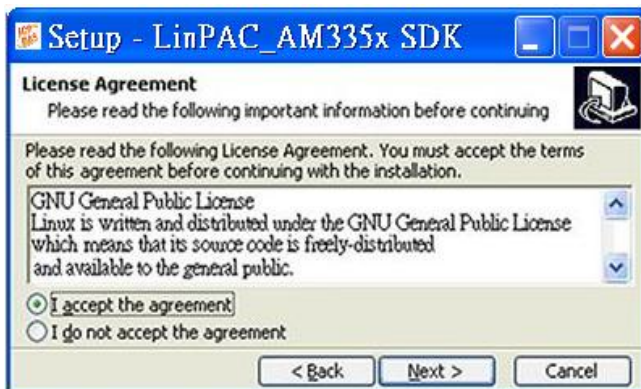 Setup - LinPAC_AM335x SDK
License Agreement
Please read the following important information before continuing
Please read the following License Agreement. You must accept the terms
of this agreement before continuing with the installation.
GNU General Public License
Linux is written and distributed under the GNU General Public License
which means that its source code is freely-distributed
and available to the general public.
I accept the agreement
I do not accept the agreement
< Back
Next >
Cancel